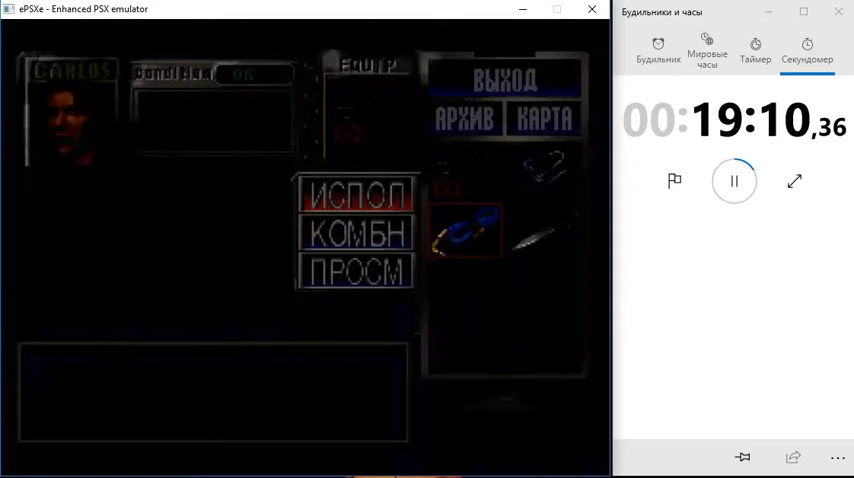 ePSXe - Enhanced PSX emulator
CARLOS
condition OK
EQUIP
ВЫХОД
АРХИВ КАРТА
ИСПОЛ
КОМБН
ПРОСМ
Будильники и часы
Будильник
Мировые часы
Таймер
Секундомер
00:19:10,36